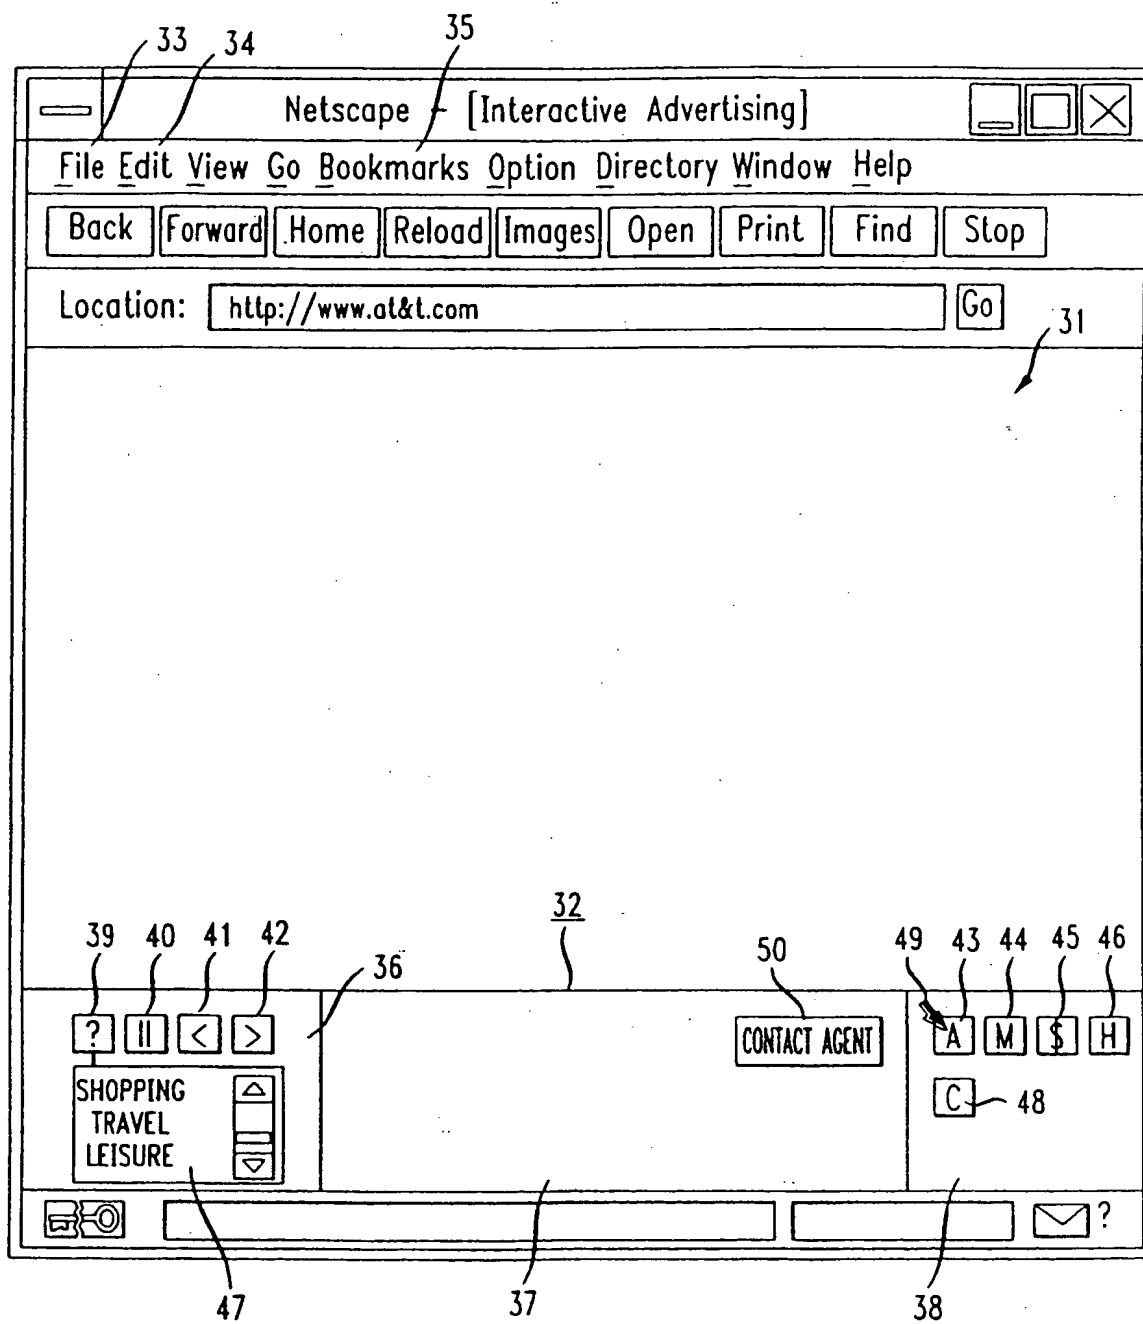 33 34 35
Netscape - [Interactive Advertising]
File Edit View Go Bookmarks Option Directory Window Help
Back Forward Home Reload Images Open Print Find Stop
Location: http://www.at&t.com Go
31
32
39 40 41 42 36 50 49 43 44 45 46
? || < > CONTACT AGENT A M $ H
SHOPPING
TRAVEL
LEISURE
C 48
?
47 37 38